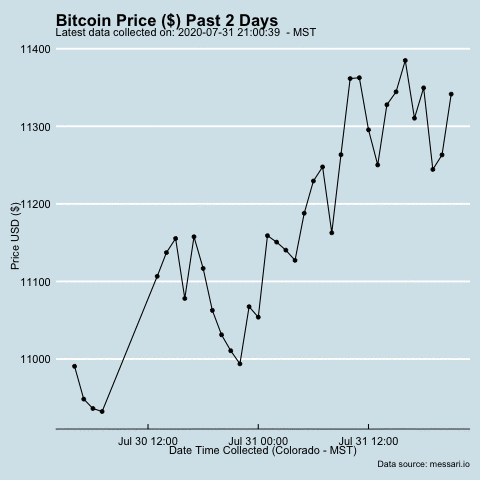 Bitcoin Price ($) Past 2 Days
Latest data collected on: 2020-07-31 21:00:39  - MST
11400
11300
11200
11100
11000
Price USD ($)
Jul 30 12:00 Jul 31 00:00 Jul 31 12:00
Date Time Collected (Colorado - MST)
Data source: messari.io